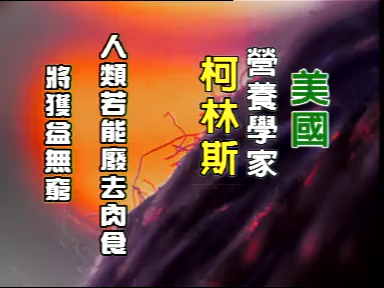 美國
營養學家
柯林斯
人類若能廢去肉食
將獲益無窮